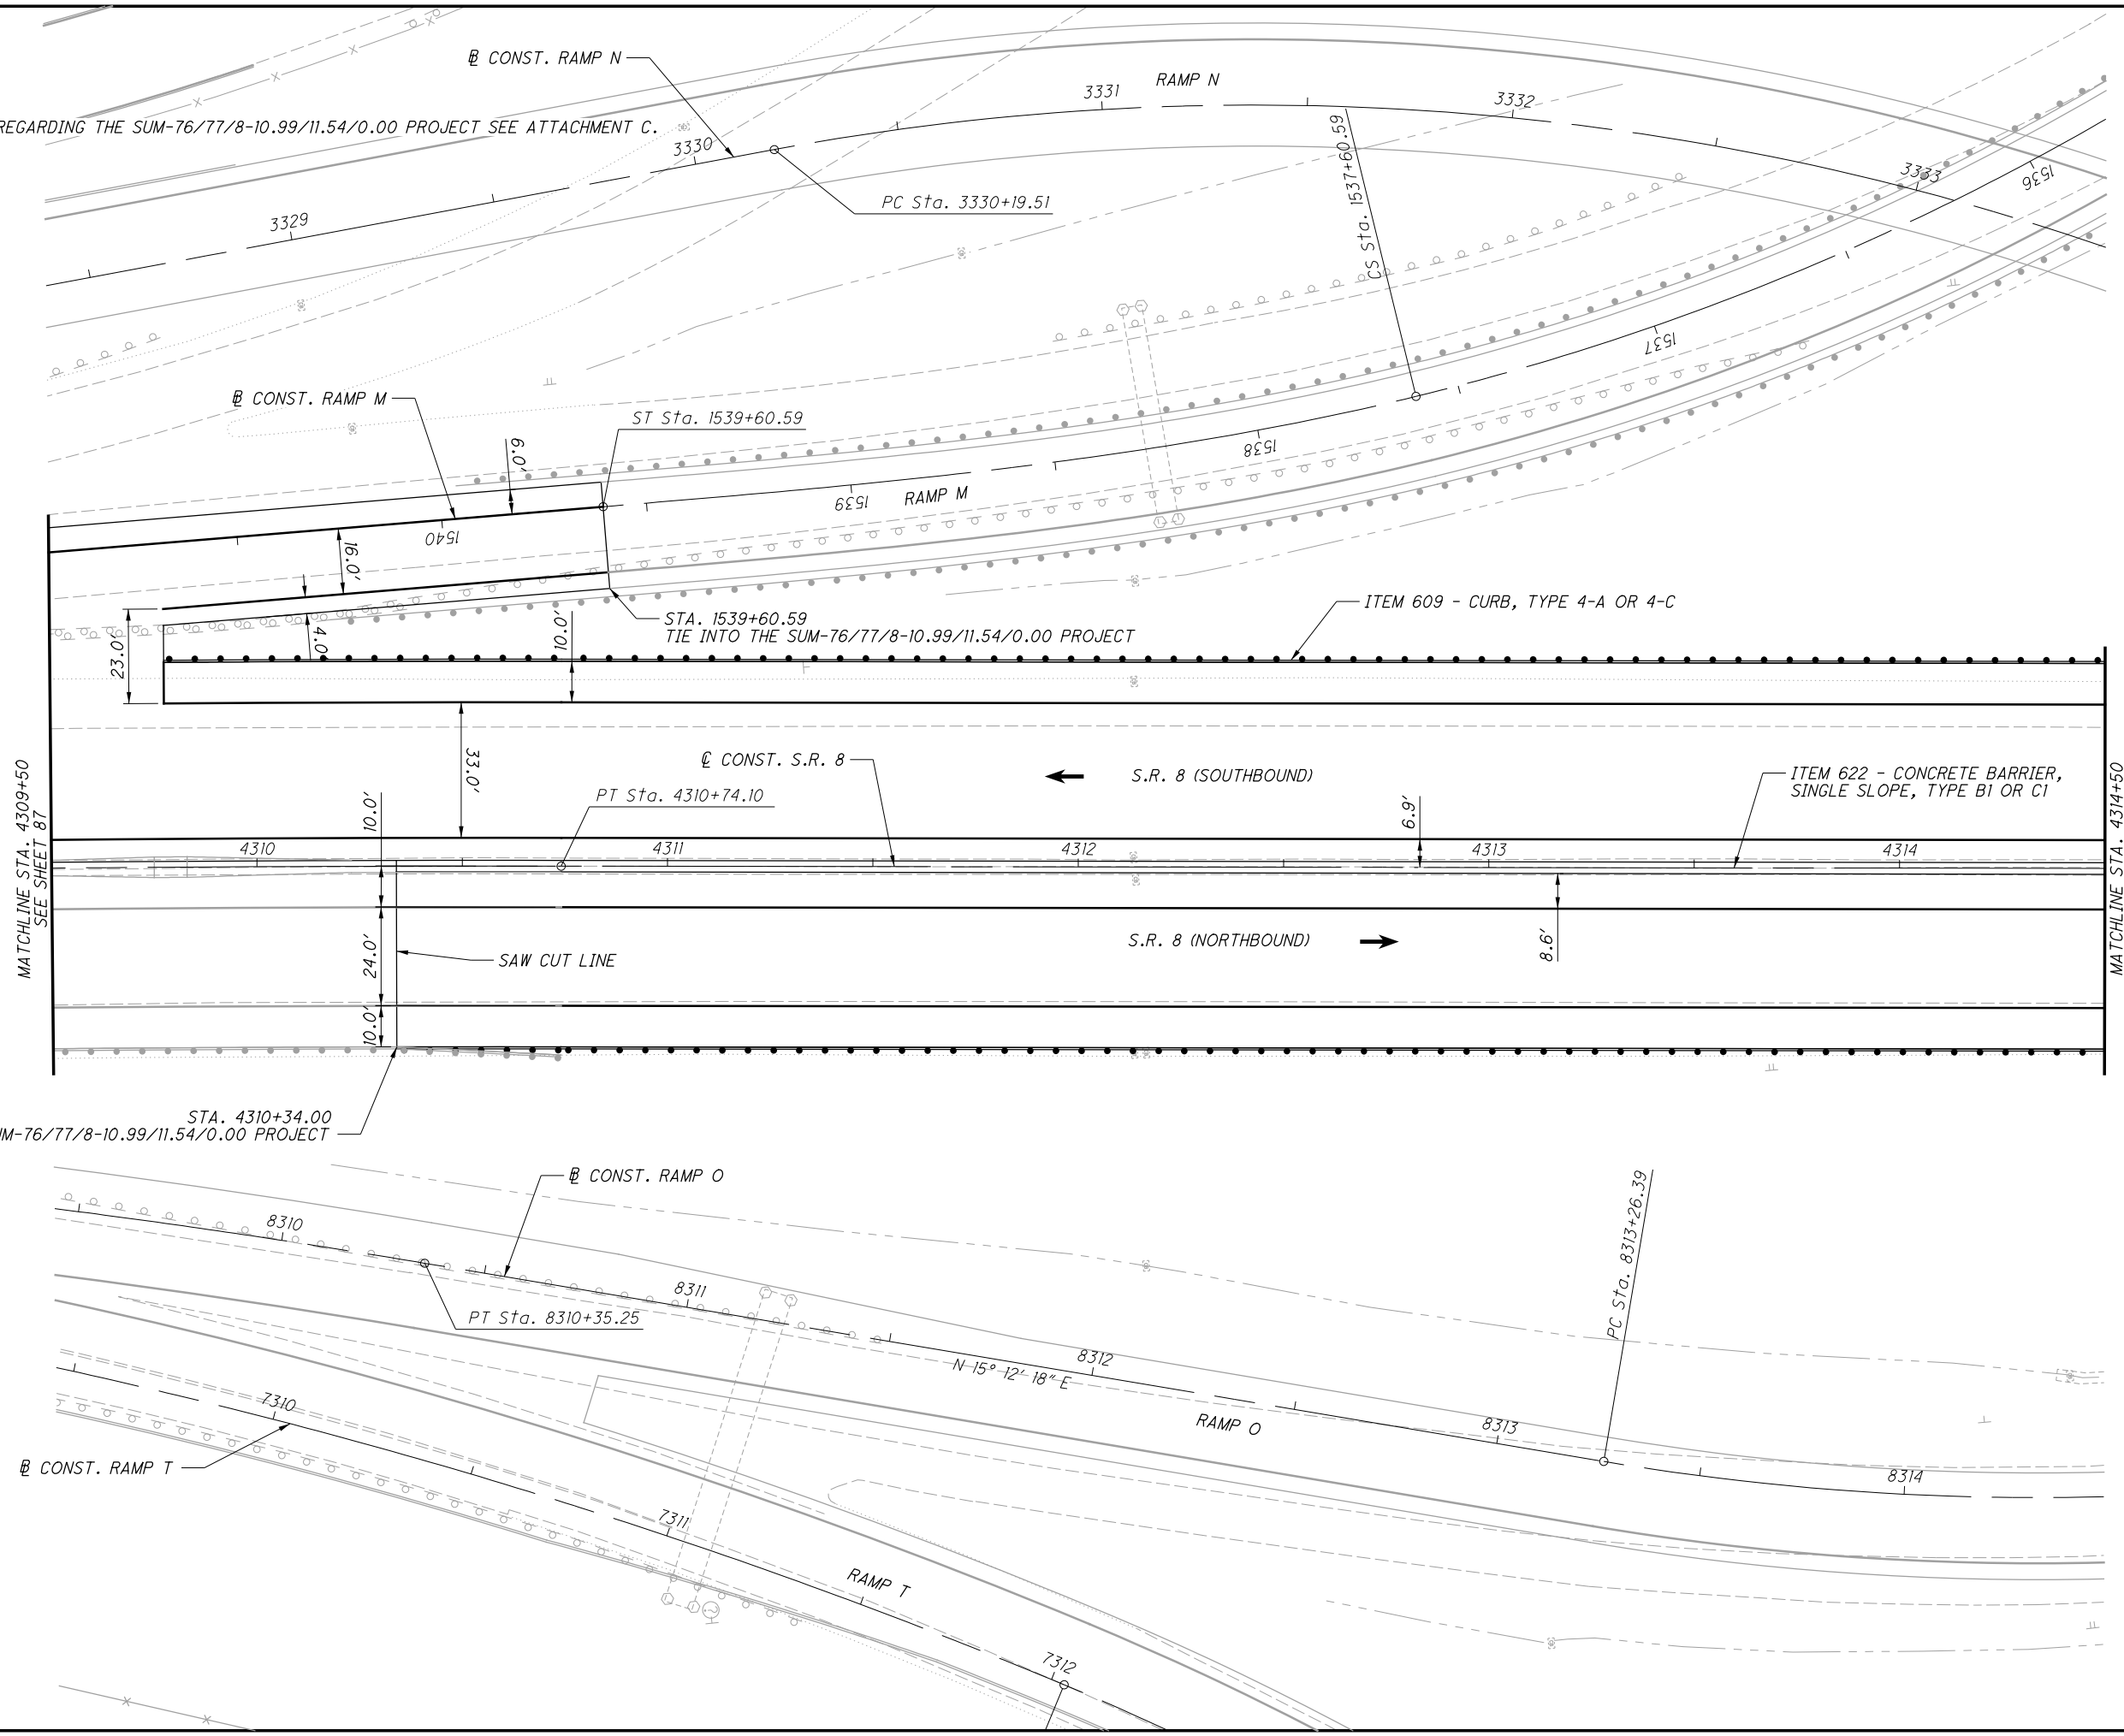 ℄ CONST. RAMP N
RAMP N
3331
3332
REGARDING THE SUM-76/77/8-10.99/11.54/0.00 PROJECT SEE ATTACHMENT C.
3330
3333
1536
PC Sta. 3330+19.51
CS Sta. 1537+60.59
3329
1537
℄ CONST. RAMP M
ST Sta. 1539+60.59
6.0'
1538
1539
RAMP M
1540
16.0'
4.0'
23.0'
10.0'
STA. 1539+60.59
TIE INTO THE SUM-76/77/8-10.99/11.54/0.00 PROJECT
ITEM 609 - CURB, TYPE 4-A OR 4-C
33.0'
℄ CONST. S.R. 8
S.R. 8 (SOUTHBOUND)
ITEM 622 - CONCRETE BARRIER,
SINGLE SLOPE, TYPE B1 OR C1
PT Sta. 4310+74.10
10.0'
6.9'
MATCHLINE STA. 4309+50
SEE SHEET 87
MATCHLINE STA. 4314+50
4310
4311
4312
4313
4314
24.0'
SAW CUT LINE
S.R. 8 (NORTHBOUND)
8.6'
10.0'
STA. 4310+34.00
UM-76/77/8-10.99/11.54/0.00 PROJECT
℄ CONST. RAMP O
8310
8311
PT Sta. 8310+35.25
PC Sta. 8313+26.39
8312
N 15° 12' 18" E
RAMP O
8313
8314
7310
℄ CONST. RAMP T
7311
RAMP T
7312